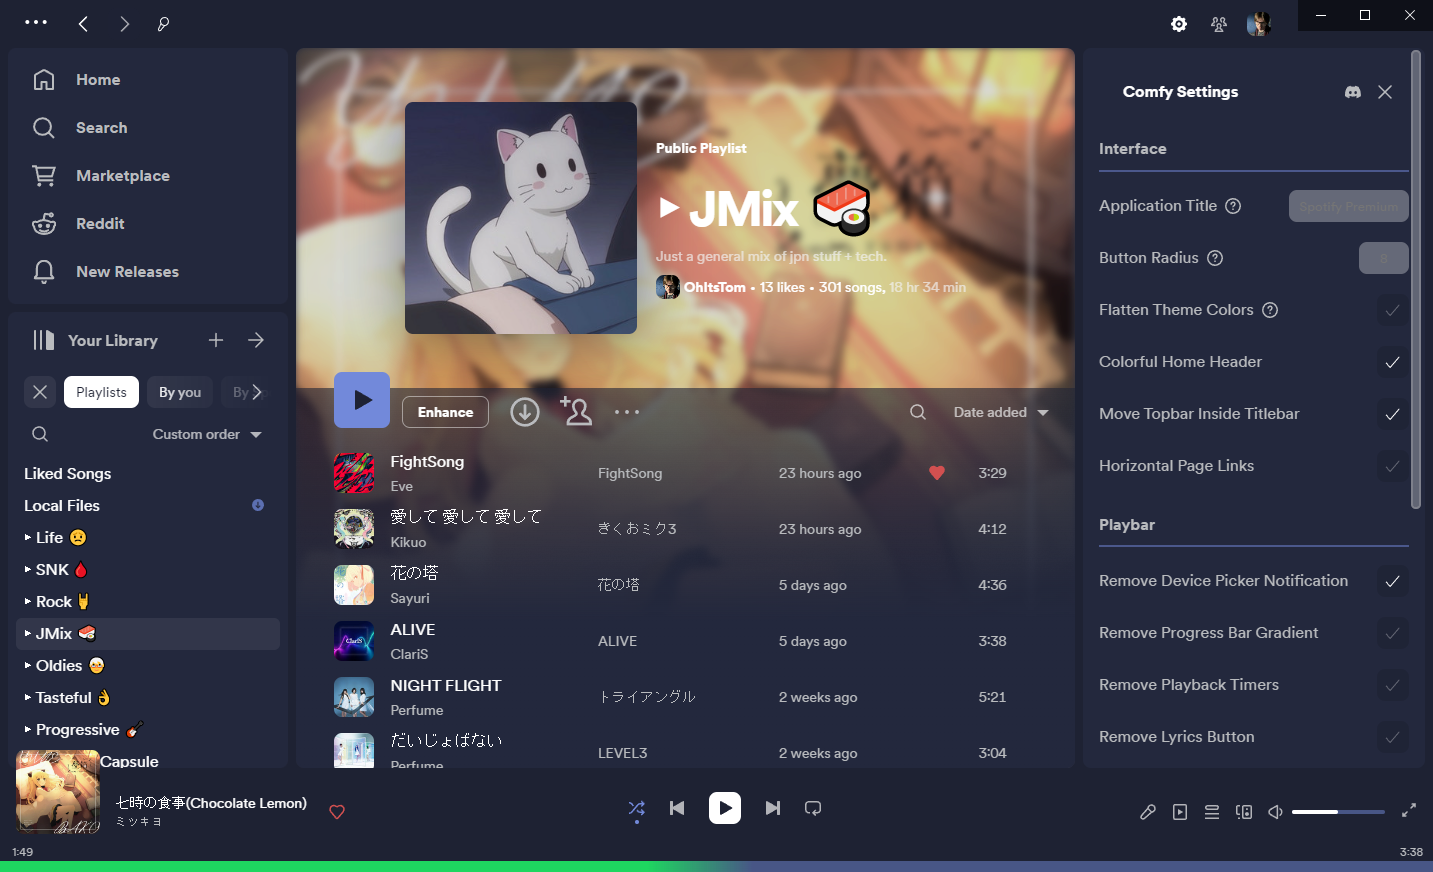 Home
Search
Marketplace
Reddit
New Releases
Your Library
Playlists
By you
By
Custom order
Liked Songs
Local Files
Life
SNK
Rock
JMix
Oldies
Tasteful
Progressive
Capsule
Public Playlist
JMix
Just a general mix of jpn stuff + tech.
OhItsTom • 13 likes • 301 songs, 18 hr 34 min
Enhance
Date added
FightSong
Eve
FightSong
23 hours ago
3:29
愛して 愛して 愛して
Kikuo
きくおミク3
23 hours ago
4:12
花の塔
Sayuri
花の塔
5 days ago
4:36
ALIVE
ClariS
ALIVE
5 days ago
3:38
NIGHT FLIGHT
Perfume
トライアングル
2 weeks ago
5:21
だいじょばない
Perfume
LEVEL3
2 weeks ago
3:04
Comfy Settings
Interface
Application Title
Spotify Premium
Button Radius
8
Flatten Theme Colors
Colorful Home Header
Move Topbar Inside Titlebar
Horizontal Page Links
Playbar
Remove Device Picker Notification
Remove Progress Bar Gradient
Remove Playback Timers
Remove Lyrics Button
七時の食事(Chocolate Lemon)
ミツキヨ
1:49
3:38